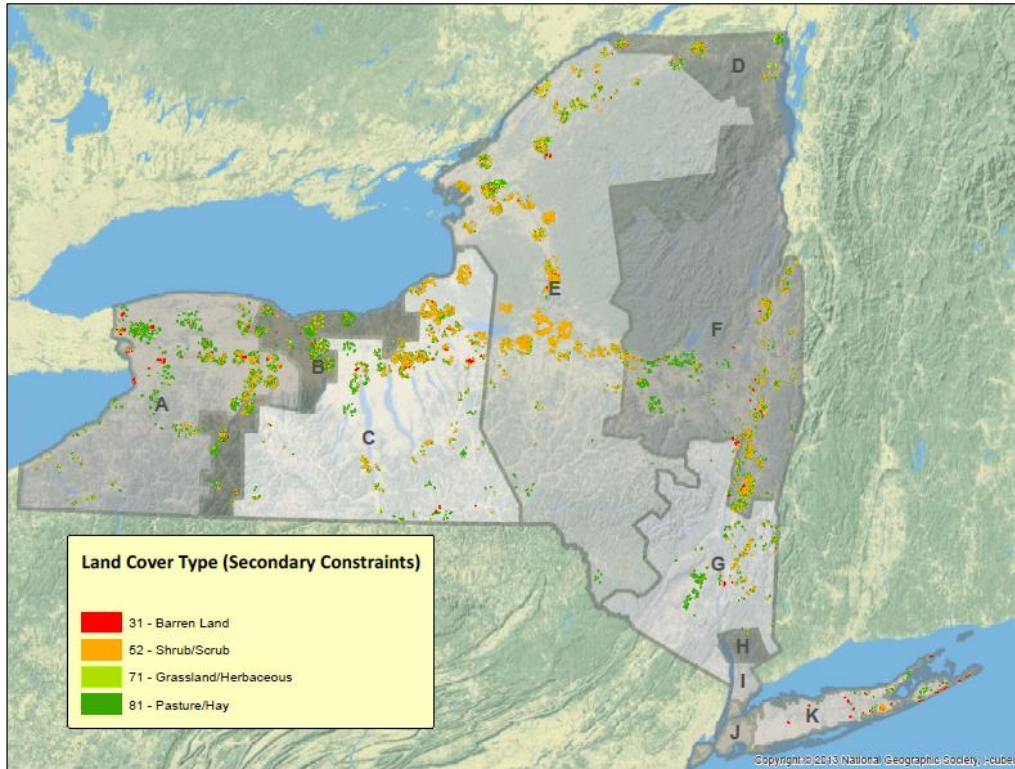 D
E
F
B
A
C
G
H
I
K
J
Land Cover Type (Secondary Constraints)
31 - Barren Land
52 - Shrub/Scrub
71 - Grassland/Herbaceous
81 - Pasture/Hay
Copyright:© 2013 National Geographic Society, i-cubed